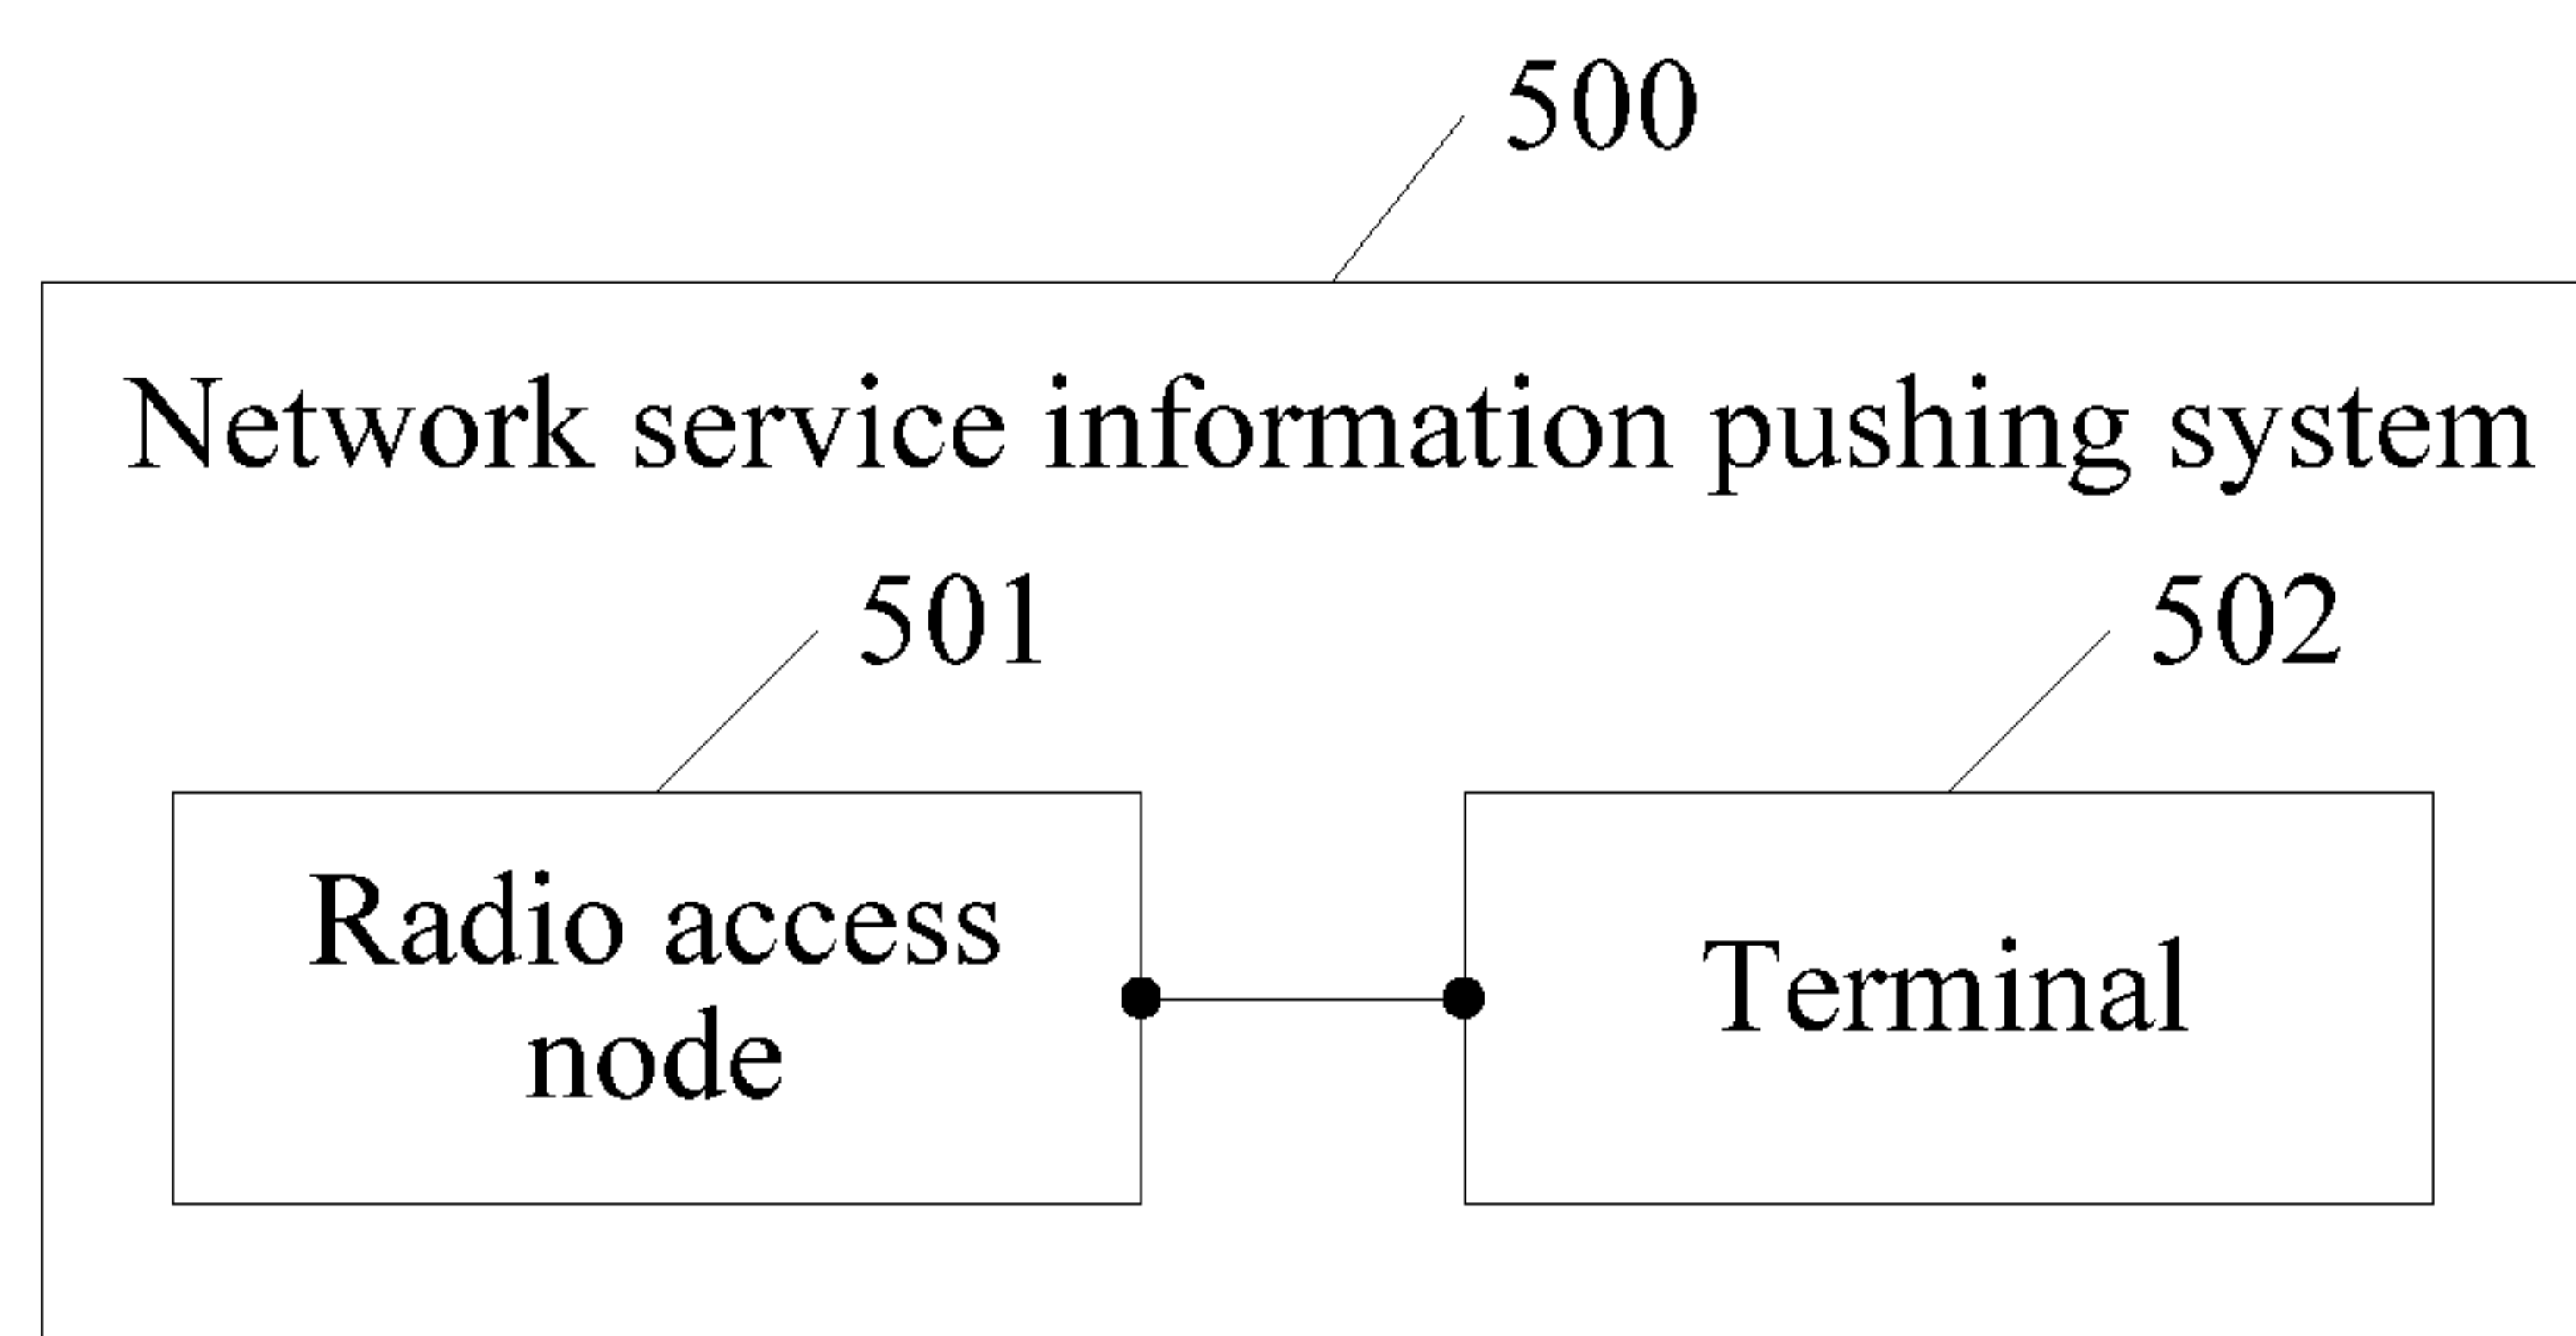 500
Network service information pushing system
501
502
Radio access
node
Terminal